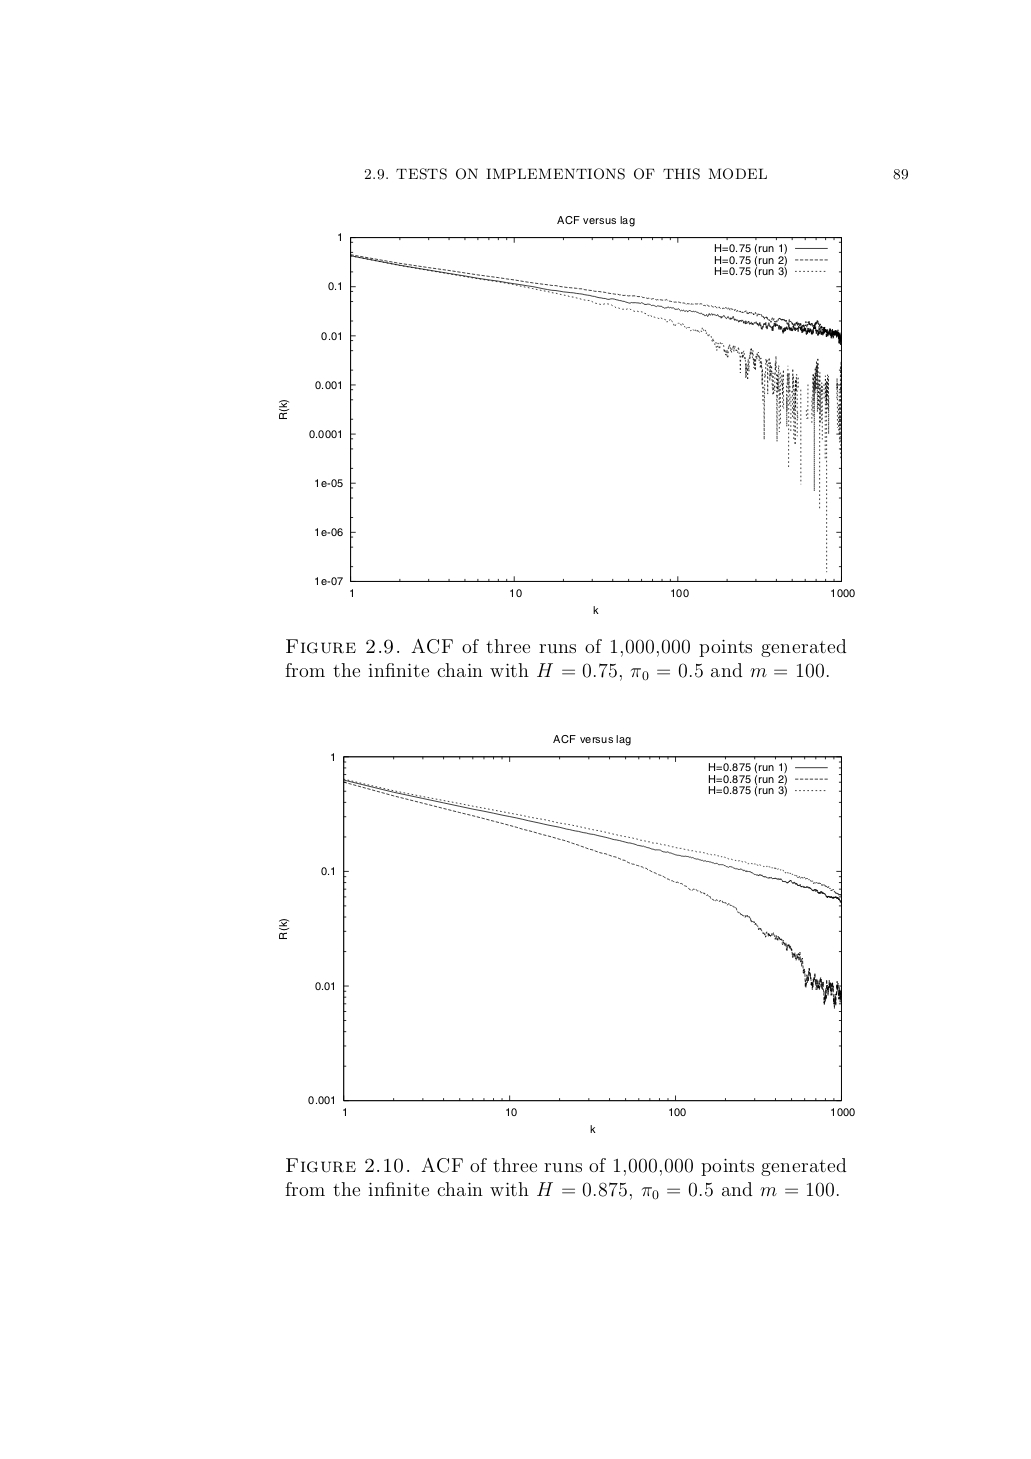 2.9. TESTS ON IMPLEMENTIONS OF THIS MODEL 89
ACF versus lag
H=0.75 (run 1)
H=0.75 (run 2)
H=0.75 (run 3)
1
0.1
0.01
0.001
0.0001
1e-05
1e-06
1e-07
R(k)
1 10 100 1000
k
FIGURE 2.9. ACF of three runs of 1,000,000 points generated
from the infinite chain with H = 0.75, π₀ = 0.5 and m = 100.
ACF versus lag
H=0.875 (run 1)
H=0.875 (run 2)
H=0.875 (run 3)
1
0.1
0.01
0.001
R(k)
1 10 100 1000
k
FIGURE 2.10. ACF of three runs of 1,000,000 points generated
from the infinite chain with H = 0.875, π₀ = 0.5 and m = 100.